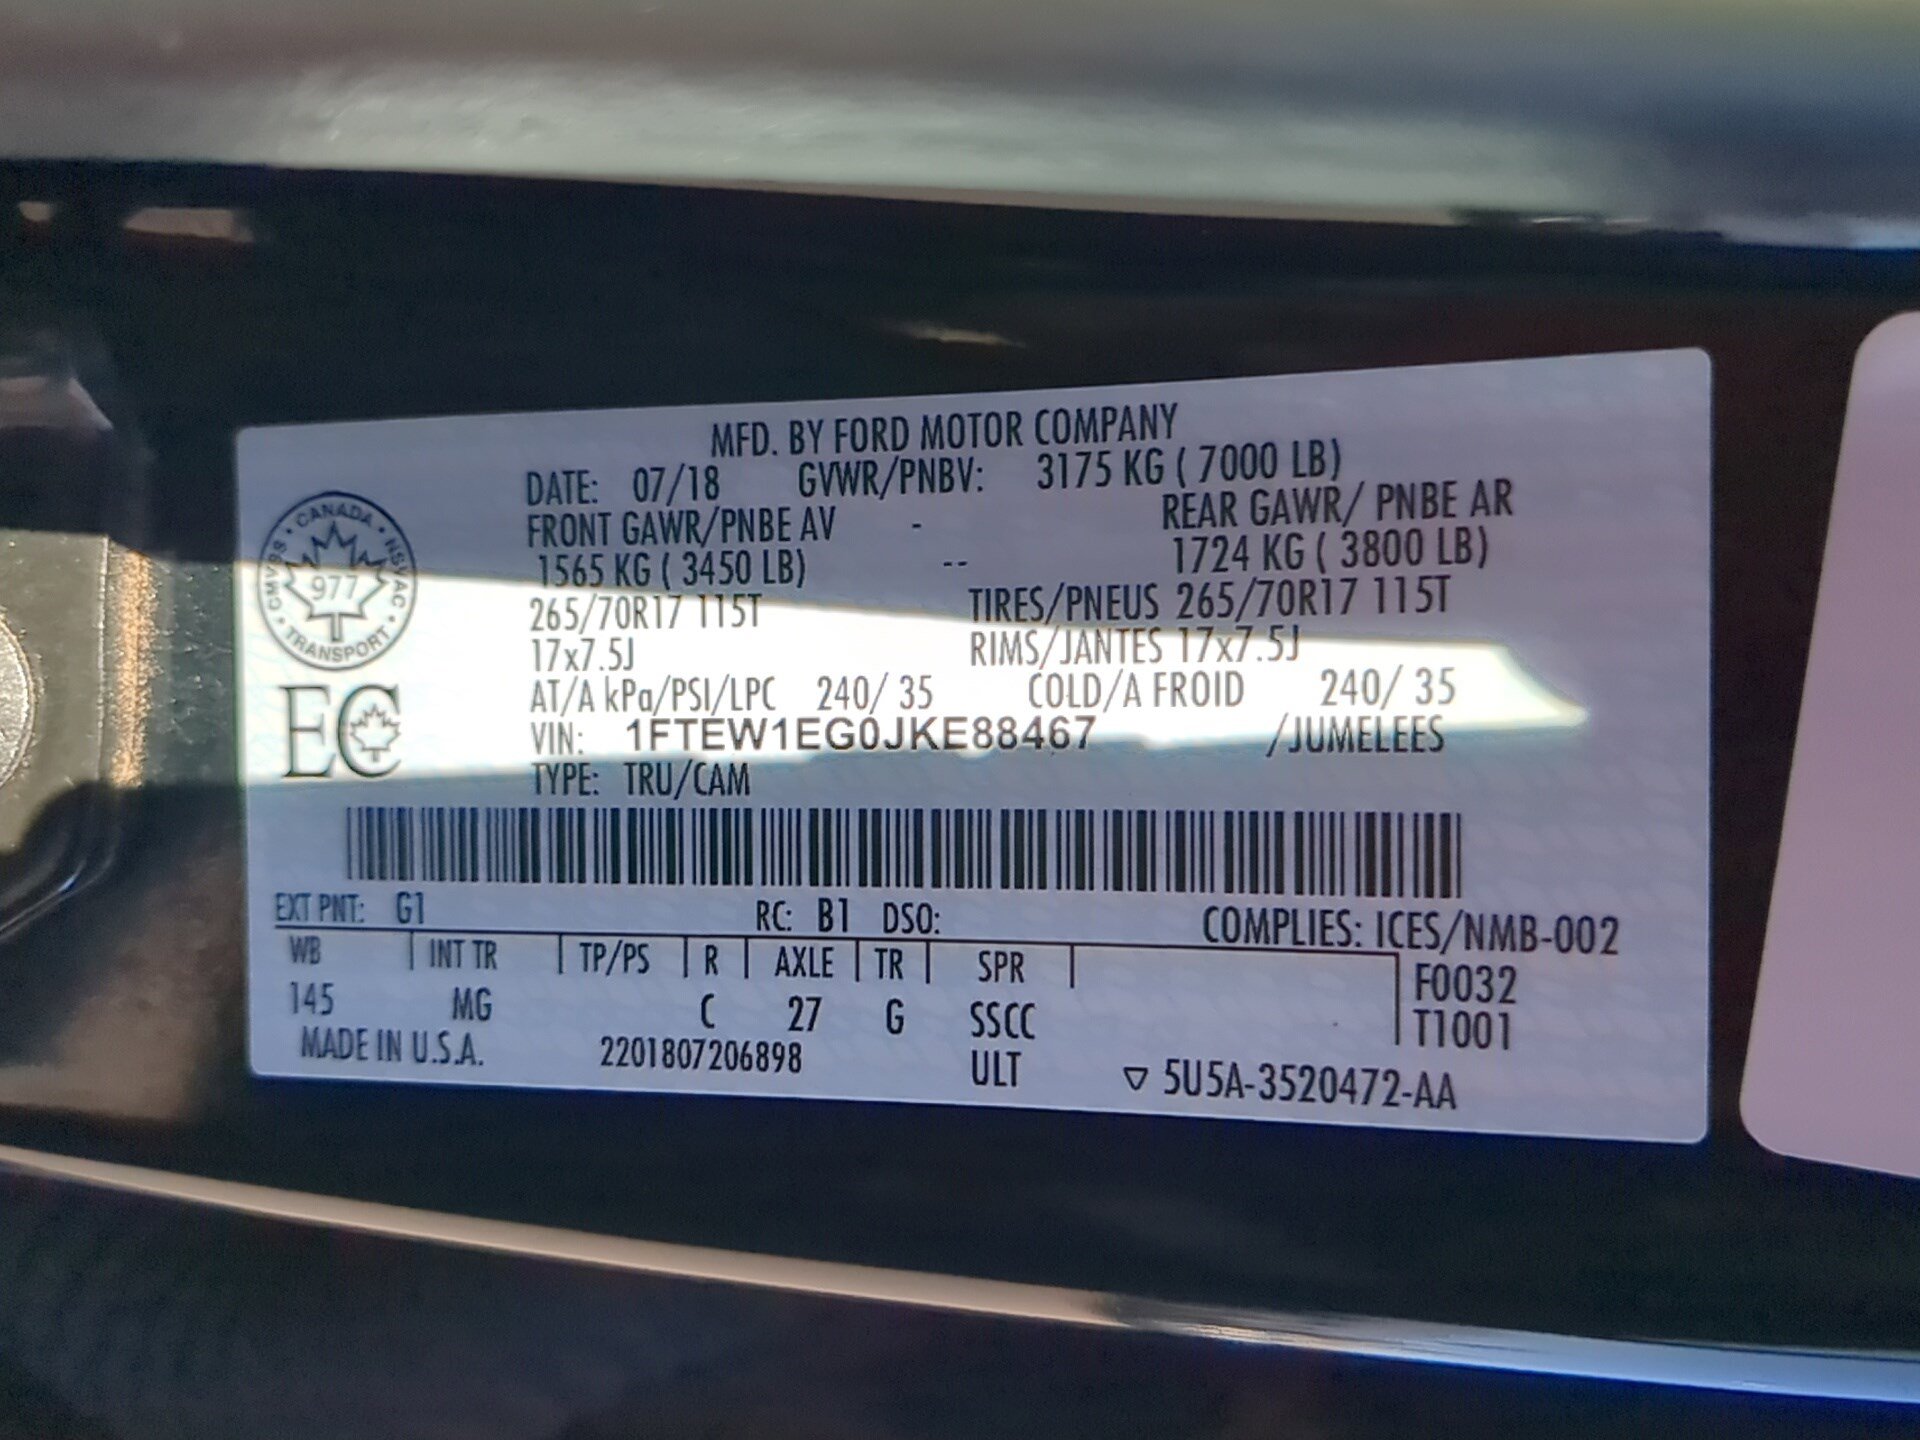 MFD. BY FORD MOTOR COMPANY
DATE: 07/18 GVWR/PNBV: 3175 KG ( 7000 LB)
FRONT GAWR/PNBE AV - REAR GAWR/ PNBE AR
1565 KG ( 3450 LB) -- 1724 KG ( 3800 LB)
265/70R17 115T TIRES/PNEUS 265/70R17 115T
17x7.5J RIMS/JANTES 17x7.5J
AT/A kPa/PSI/LPC 240/ 35 COLD/A FROID 240/ 35
VIN: 1FTEW1EG0JKE88467 /JUMELEES
TYPE: TRU/CAM
CANADA · NSVAC · TRANSPORT · CMVSS ·
977
EC
EXT PNT: G1 RC: B1 DSO: COMPLIES: ICES/NMB-002
WB | INT TR | TP/PS | R | AXLE | TR | SPR | F0032
145 MG C 27 G SSCC T1001
MADE IN U.S.A. 2201807206898 ULT ▽ 5U5A-3520472-AA